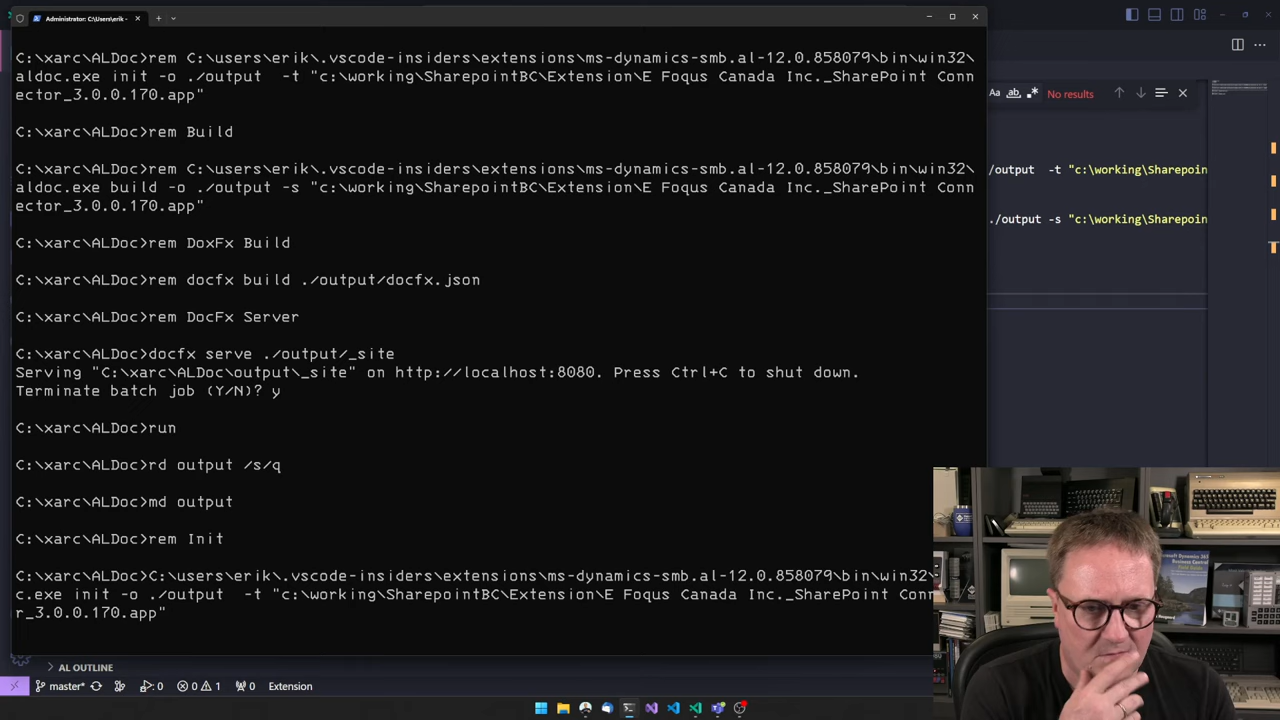 Administrator: C:\Users\erik -
C:\xarc\ALDoc>rem C:\users\erik\.vscode-insiders\extensions\ms-dynamics-smb.al-12.0.858079\bin\win32\
aldoc.exe init -o ./output  -t "c:\working\SharepointBC\Extension\E Foqus Canada Inc._SharePoint Conn
ector_3.0.0.170.app"
C:\xarc\ALDoc>rem Build
C:\xarc\ALDoc>rem C:\users\erik\.vscode-insiders\extensions\ms-dynamics-smb.al-12.0.858079\bin\win32\
aldoc.exe build -o ./output -s "c:\working\SharepointBC\Extension\E Foqus Canada Inc._SharePoint Conn
ector_3.0.0.170.app"
C:\xarc\ALDoc>rem DoxFx Build
C:\xarc\ALDoc>rem docfx build ./output/docfx.json
C:\xarc\ALDoc>rem DocFx Server
C:\xarc\ALDoc>docfx serve ./output/_site
Serving "C:\xarc\ALDoc\output\_site" on http://localhost:8080. Press Ctrl+C to shut down.
Terminate batch job (Y/N)? y
C:\xarc\ALDoc>run
C:\xarc\ALDoc>rd output /s/q
C:\xarc\ALDoc>md output
C:\xarc\ALDoc>rem Init
C:\xarc\ALDoc>C:\users\erik\.vscode-insiders\extensions\ms-dynamics-smb.al-12.0.858079\bin\win32\
c.exe init -o ./output  -t "c:\working\SharepointBC\Extension\E Foqus Canada Inc._SharePoint Conn
r_3.0.0.170.app"
Aa ab No results
/output  -t "c:\working\Sharepoin
./output -s "c:\working\Sharepoin
AL OUTLINE
master* 0 0 1 0 Extension
Microsoft Dynamics 365
Business Central